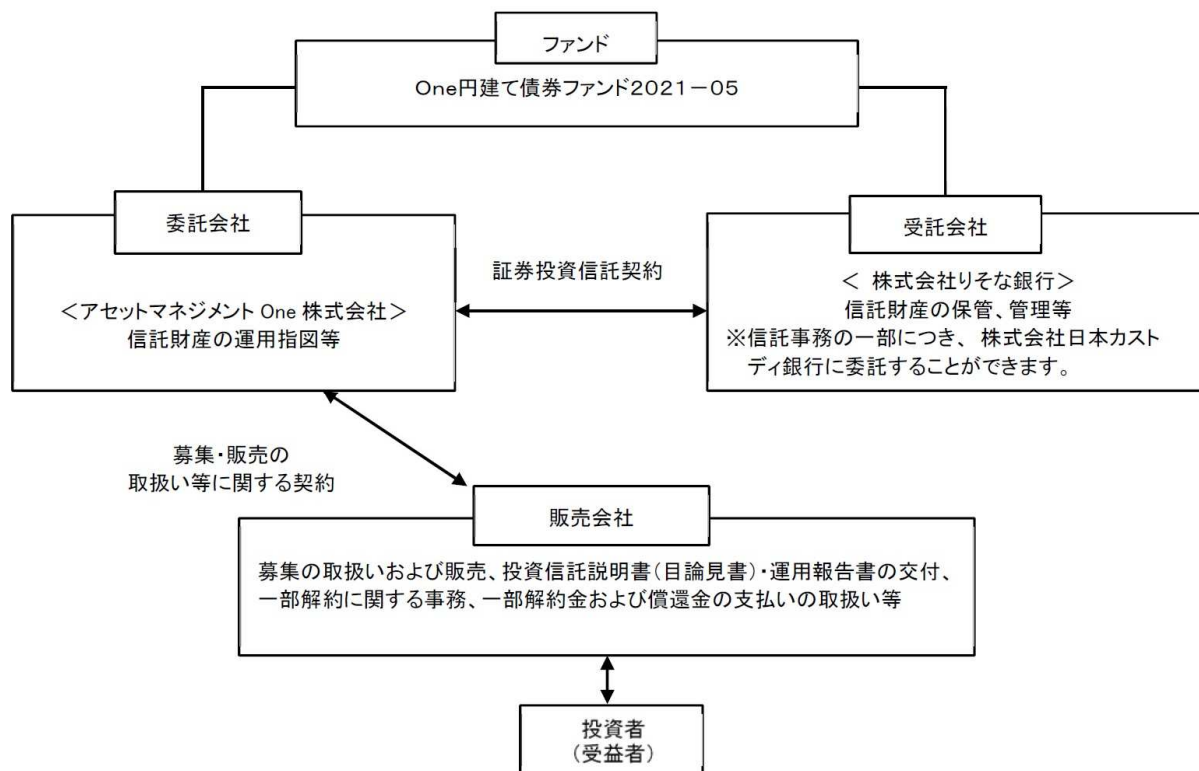 ファンド
One円建て債券ファンド2021－05
委託会社
＜アセットマネジメント One 株式会社＞
信託財産の運用指図等
証券投資信託契約
受託会社
＜ 株式会社りそな銀行＞
信託財産の保管、管理等
※信託事務の一部につき、 株式会社日本カスト
ディ銀行に委託することができます。
募集・販売の
取扱い等に関する契約
販売会社
募集の取扱いおよび販売、投資信託説明書（目論見書）・運用報告書の交付、
一部解約に関する事務、一部解約金および償還金の支払いの取扱い等
投資者
（受益者）